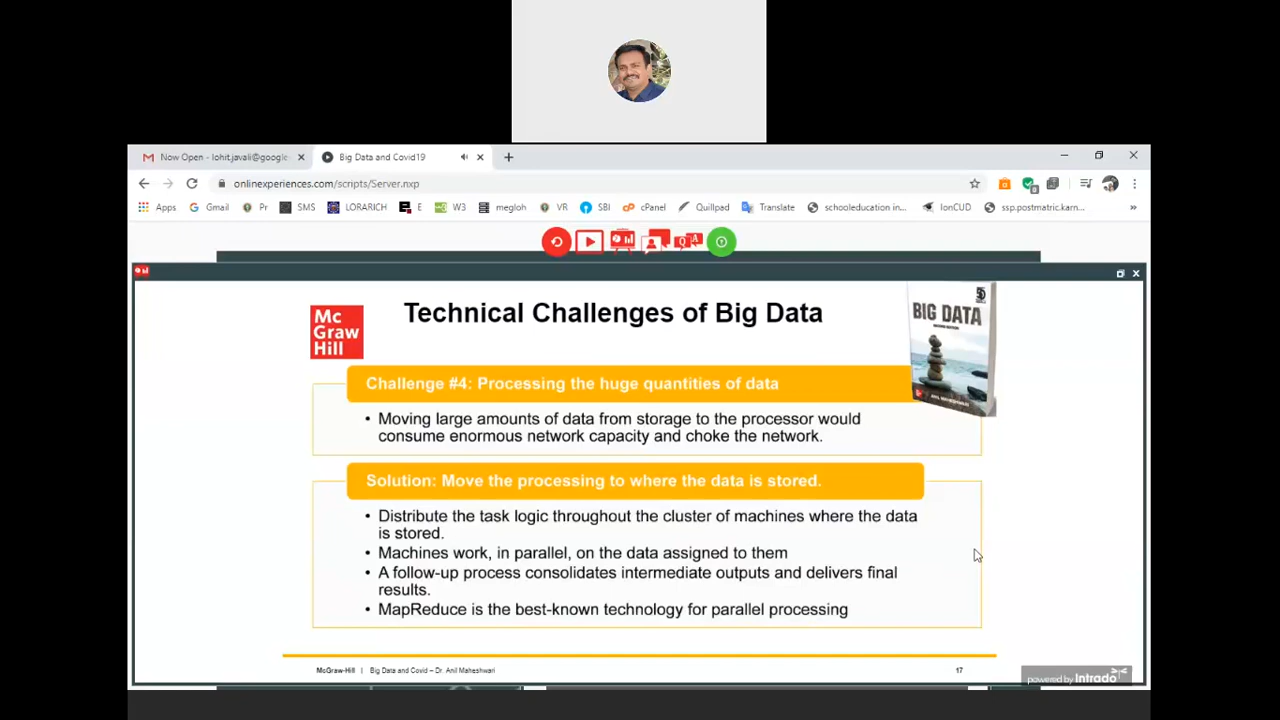 Now Open - lohit.javali@google
Big Data and Covid19
onlinexperiences.com/scripts/Server.nxp
Apps
Gmail
Pr
SMS
LORARICH
E
W3
megloh
VR
SBI
cPanel
Quillpad
Translate
schooleducation in...
IonCUD
ssp.postmatric.karn...
»
Q A
Mc
Graw
Hill
Technical Challenges of Big Data
BIG DATA
Challenge #4: Processing the huge quantities of data
• Moving large amounts of data from storage to the processor would
consume enormous network capacity and choke the network.
Solution: Move the processing to where the data is stored.
• Distribute the task logic throughout the cluster of machines where the data
is stored.
• Machines work, in parallel, on the data assigned to them
• A follow-up process consolidates intermediate outputs and delivers final
results.
• MapReduce is the best-known technology for parallel processing
McGraw-Hill | Big Data and Covid – Dr. Anil Maheshwari
17
powered by Intrado